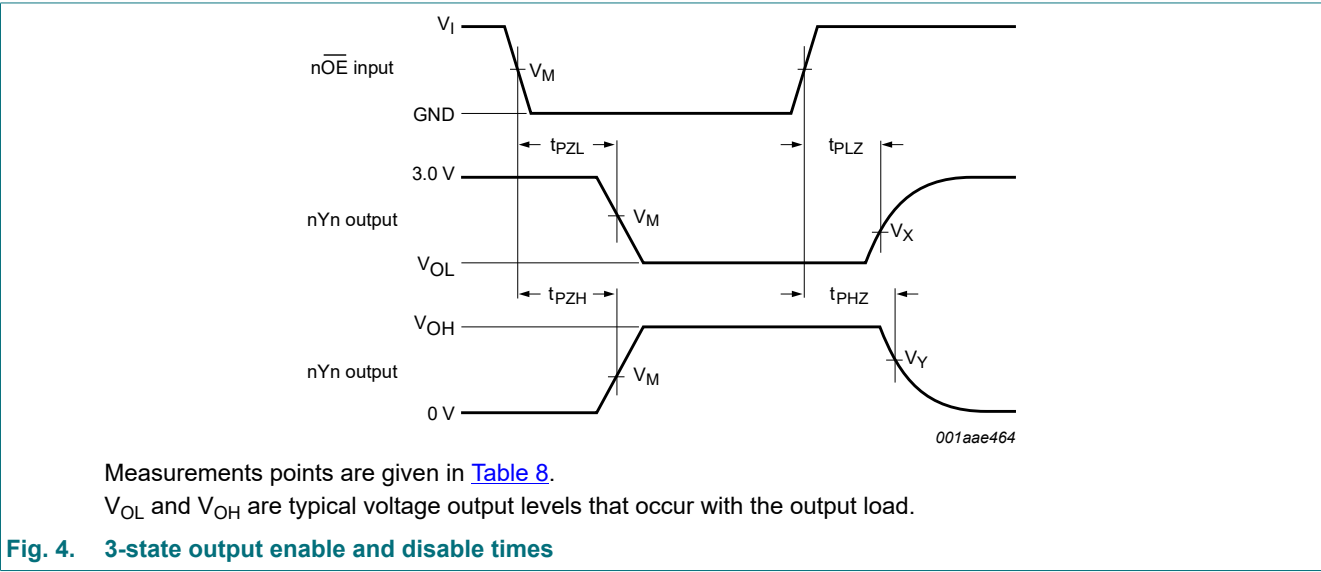 V_I
nO̅E̅ input
V_M
GND
t_PZL
t_PLZ
3.0 V
nYn output
V_M
V_X
V_OL
t_PZH
t_PHZ
V_OH
nYn output
V_M
V_Y
0 V
001aae464
Measurements points are given in Table 8.
V_OL and V_OH are typical voltage output levels that occur with the output load.
Fig. 4. 3-state output enable and disable times